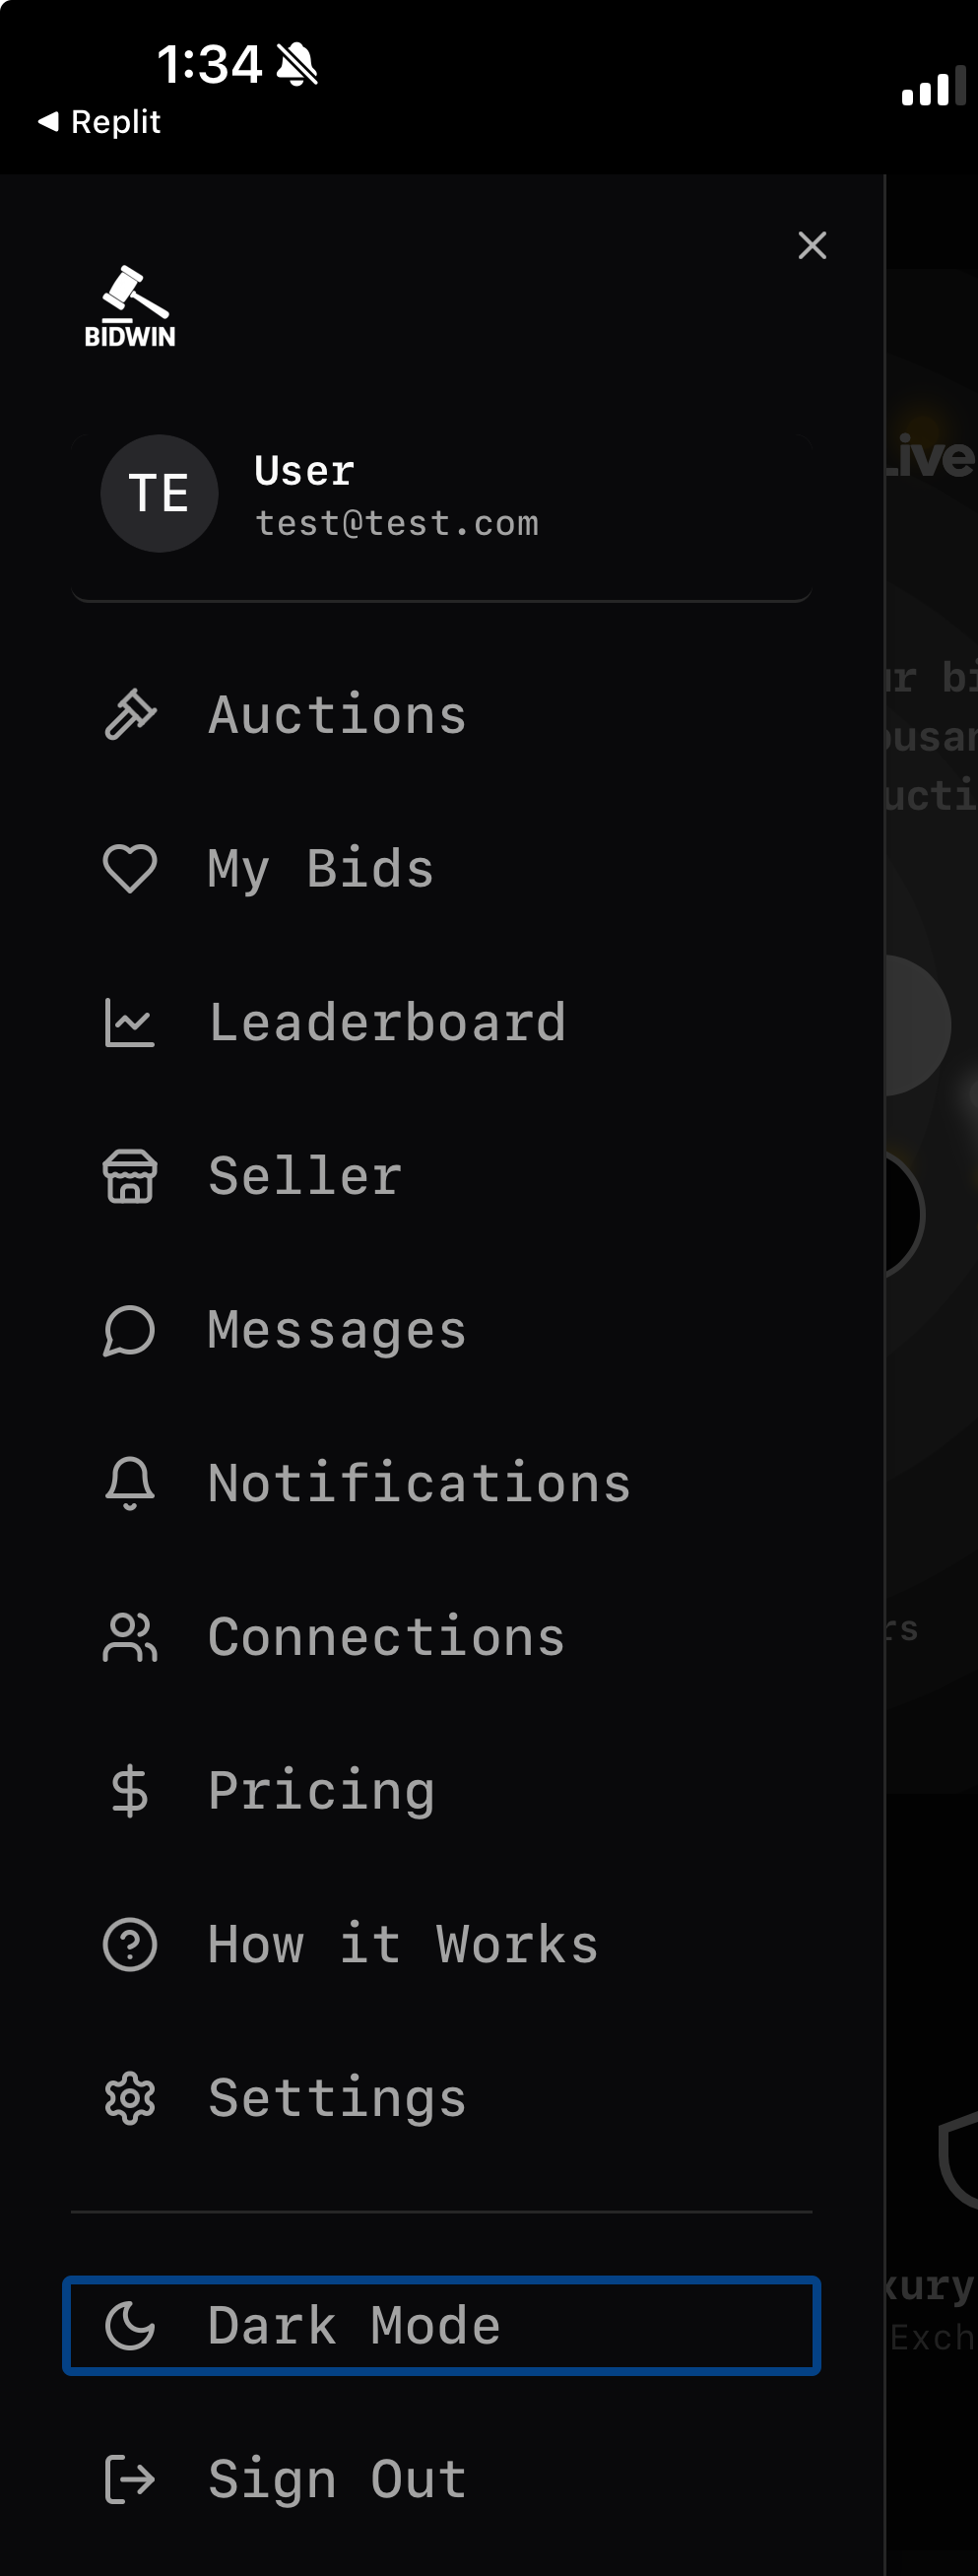 1:34
◀ Replit
BIDWIN
TE
User
test@test.com
Live
Auctions
My Bids
Leaderboard
Seller
Messages
Notifications
Connections
Pricing
How it Works
Settings
Dark Mode
Sign Out